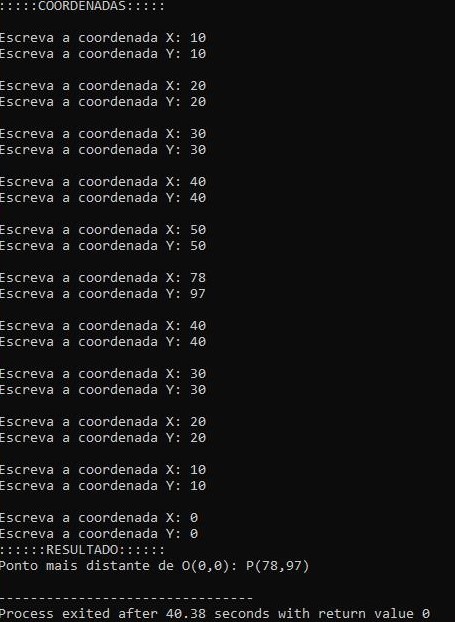 :::::COORDENADAS:::::
Escreva a coordenada X: 10
Escreva a coordenada Y: 10
Escreva a coordenada X: 20
Escreva a coordenada Y: 20
Escreva a coordenada X: 30
Escreva a coordenada Y: 30
Escreva a coordenada X: 40
Escreva a coordenada Y: 40
Escreva a coordenada X: 50
Escreva a coordenada Y: 50
Escreva a coordenada X: 78
Escreva a coordenada Y: 97
Escreva a coordenada X: 40
Escreva a coordenada Y: 40
Escreva a coordenada X: 30
Escreva a coordenada Y: 30
Escreva a coordenada X: 20
Escreva a coordenada Y: 20
Escreva a coordenada X: 10
Escreva a coordenada Y: 10
Escreva a coordenada X: 0
Escreva a coordenada Y: 0
::::::RESULTADO::::::
Ponto mais distante de O(0,0): P(78,97)
--------------------------------
Process exited after 40.38 seconds with return value 0